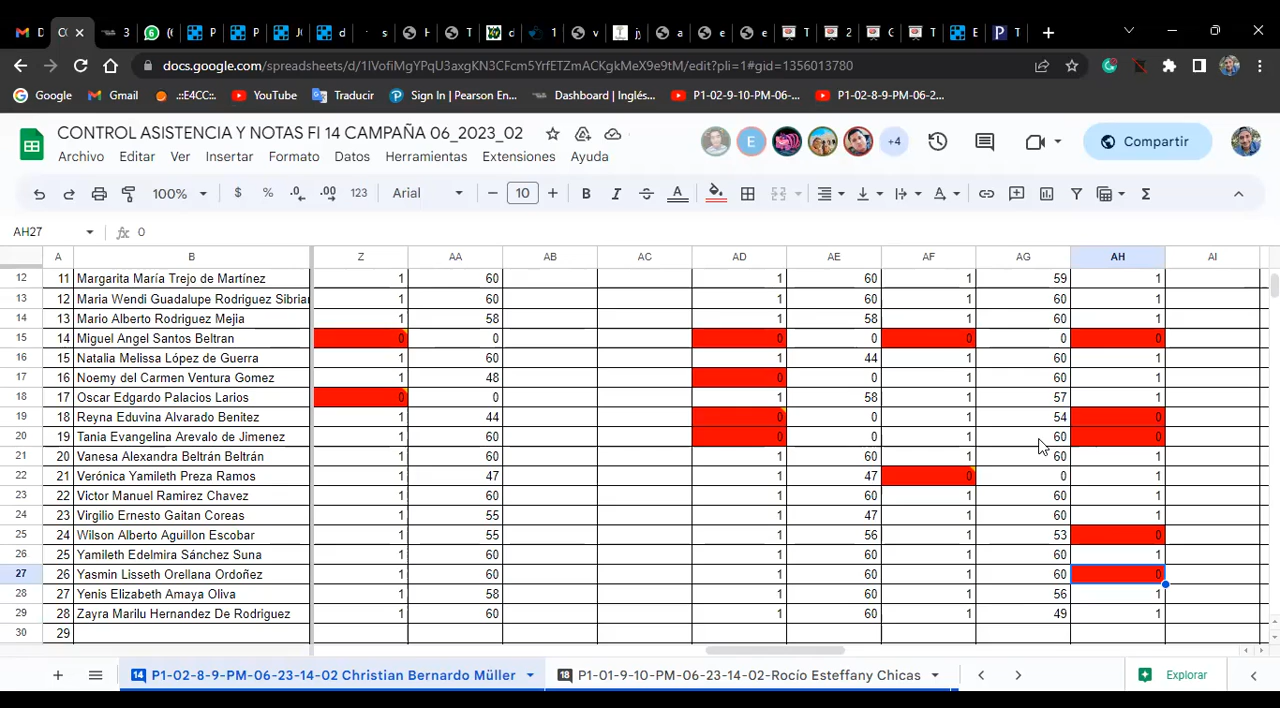 docs.google.com/spreadsheets/d/1IVofiMqYPqU3axgKN3CFcm5YrfETZmACKgkMeX9e9tM/edit?pli=1#gid=1356013780
Google Gmail .::E4CC::. YouTube Traducir Sign In | Pearson En... Dashboard | Inglés,... P1-02-9-10-PM-06-... P1-02-8-9-PM-06-2...
CONTROL ASISTENCIA Y NOTAS FI 14 CAMPAÑA 06_2023_02
+4 Compartir
Archivo Editar Ver Insertar Formato Datos Herramientas Extensiones Ayuda
100% $ % .0 .00 123 Arial 10 B I A Σ
AH27 fx 0
A B Z AA AB AC AD AE AF AG AH AI
12 11 Margarita María Trejo de Martínez 1 60 1 60 1 59 1
13 12 Maria Wendi Guadalupe Rodriguez Sibrian 1 60 1 60 1 60 1
14 13 Mario Alberto Rodriguez Mejia 1 58 1 58 1 60 1
15 14 Miguel Angel Santos Beltran 0 0 0 0 0 0 0
16 15 Natalia Melissa López de Guerra 1 60 1 44 1 60 1
17 16 Noemy del Carmen Ventura Gomez 1 48 0 0 1 60 1
18 17 Oscar Edgardo Palacios Larios 0 0 1 58 1 57 1
19 18 Reyna Eduvina Alvarado Benitez 1 44 0 0 1 54 0
20 19 Tania Evangelina Arevalo de Jimenez 1 60 0 0 1 60 0
21 20 Vanesa Alexandra Beltrán Beltrán 1 60 1 60 1 60 1
22 21 Verónica Yamileth Preza Ramos 1 47 1 47 0 0 1
23 22 Victor Manuel Ramirez Chavez 1 60 1 60 1 60 1
24 23 Virgilio Ernesto Gaitan Coreas 1 55 1 47 1 60 1
25 24 Wilson Alberto Aguillon Escobar 1 55 1 56 1 53 0
26 25 Yamileth Edelmira Sánchez Suna 1 60 1 60 1 60 1
27 26 Yasmin Lisseth Orellana Ordoñez 1 60 1 60 1 60 0
28 27 Yenis Elizabeth Amaya Oliva 1 58 1 60 1 56 1
29 28 Zayra Marilu Hernandez De Rodriguez 1 60 1 60 1 49 1
30 29
14 P1-02-8-9-PM-06-23-14-02 Christian Bernardo Müller 18 P1-01-9-10-PM-06-23-14-02-Rocío Esteffany Chicas Explorar